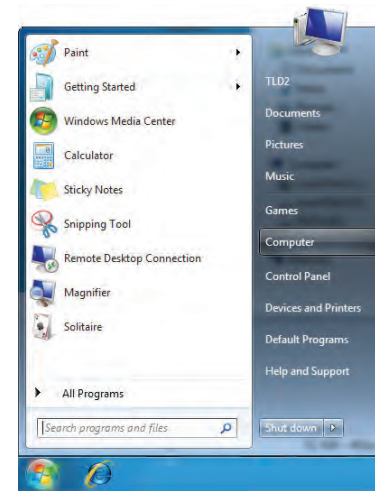 Paint
Getting Started
Windows Media Center
Calculator
Sticky Notes
Snipping Tool
Remote Desktop Connection
Magnifier
Solitaire
All Programs
Search programs and files
TLD2
Documents
Pictures
Music
Games
Computer
Control Panel
Devices and Printers
Default Programs
Help and Support
Shut down